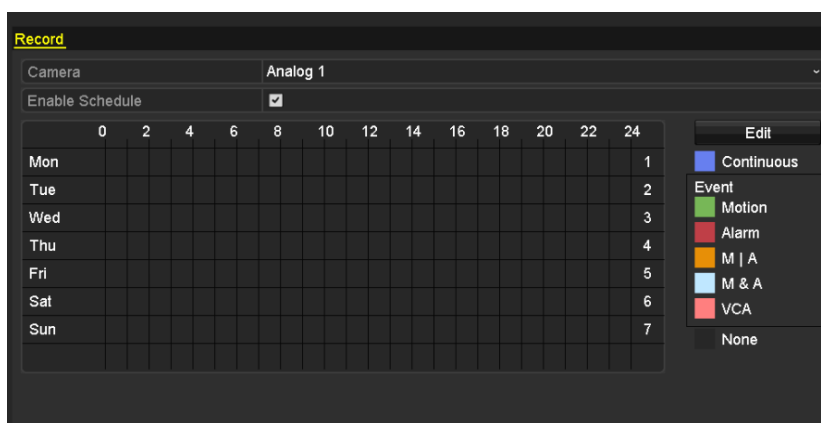 Record
Camera Analog 1
Enable Schedule
0 2 4 6 8 10 12 14 16 18 20 22 24
Edit
Mon 1
Continuous
Tue 2
Event
Motion
Wed 3
Alarm
Thu 4
M | A
Fri 5
M & A
Sat 6
VCA
Sun 7
None